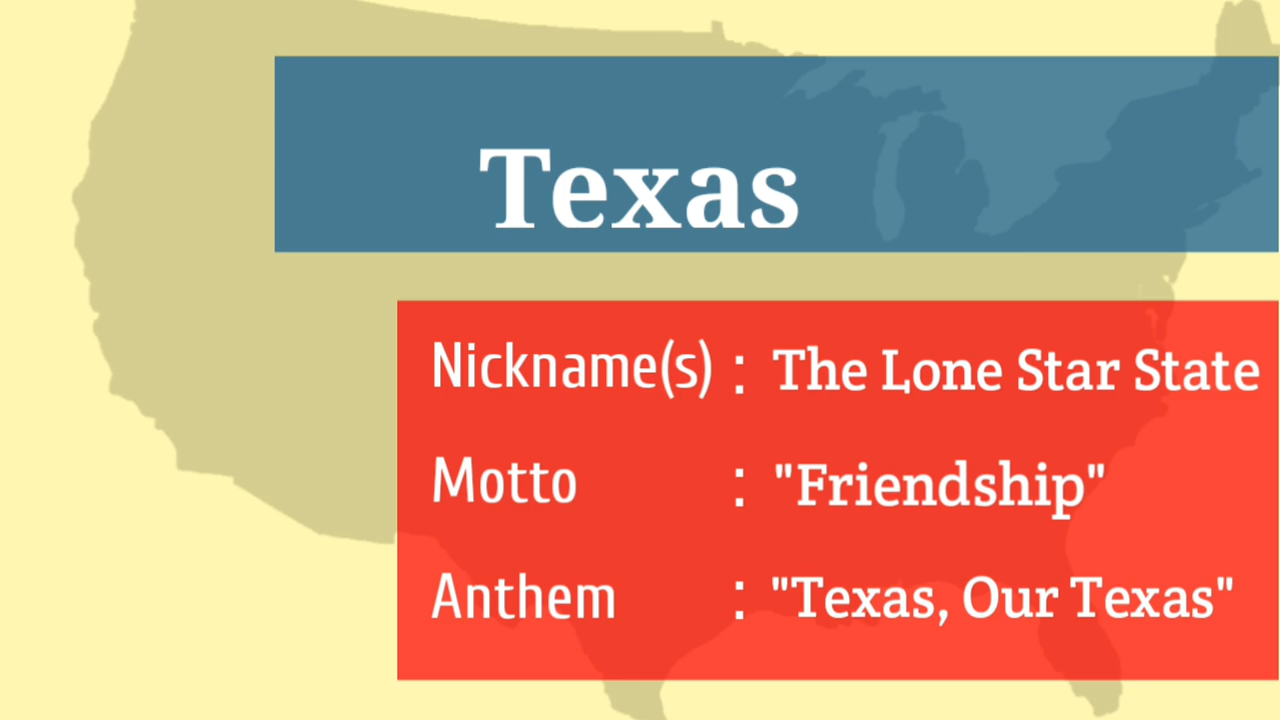 Texas
Nickname(s) : The Lone Star State
Motto : "Friendship"
Anthem : "Texas, Our Texas"